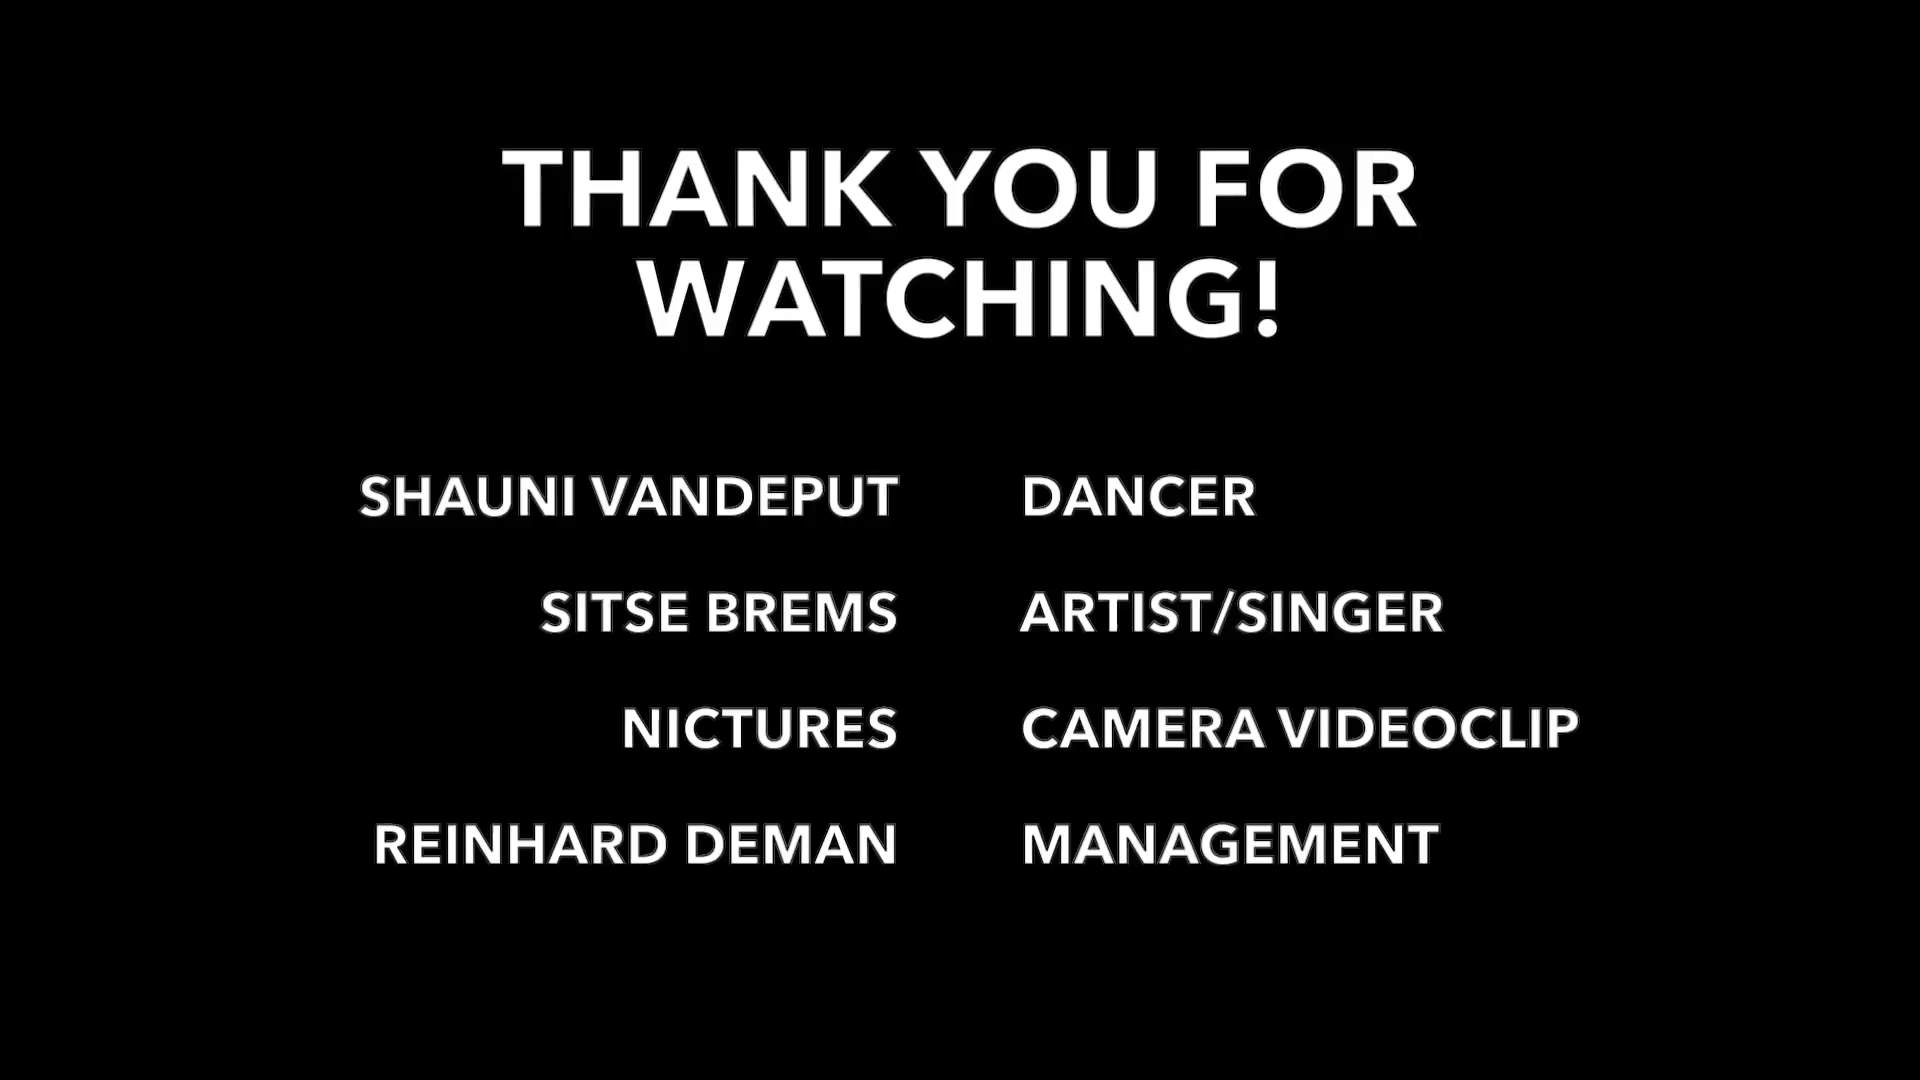 THANK YOU FOR
WATCHING!
SHAUNI VANDEPUT DANCER
SITSE BREMS ARTIST/SINGER
NICTURES CAMERA VIDEOCLIP
REINHARD DEMAN MANAGEMENT